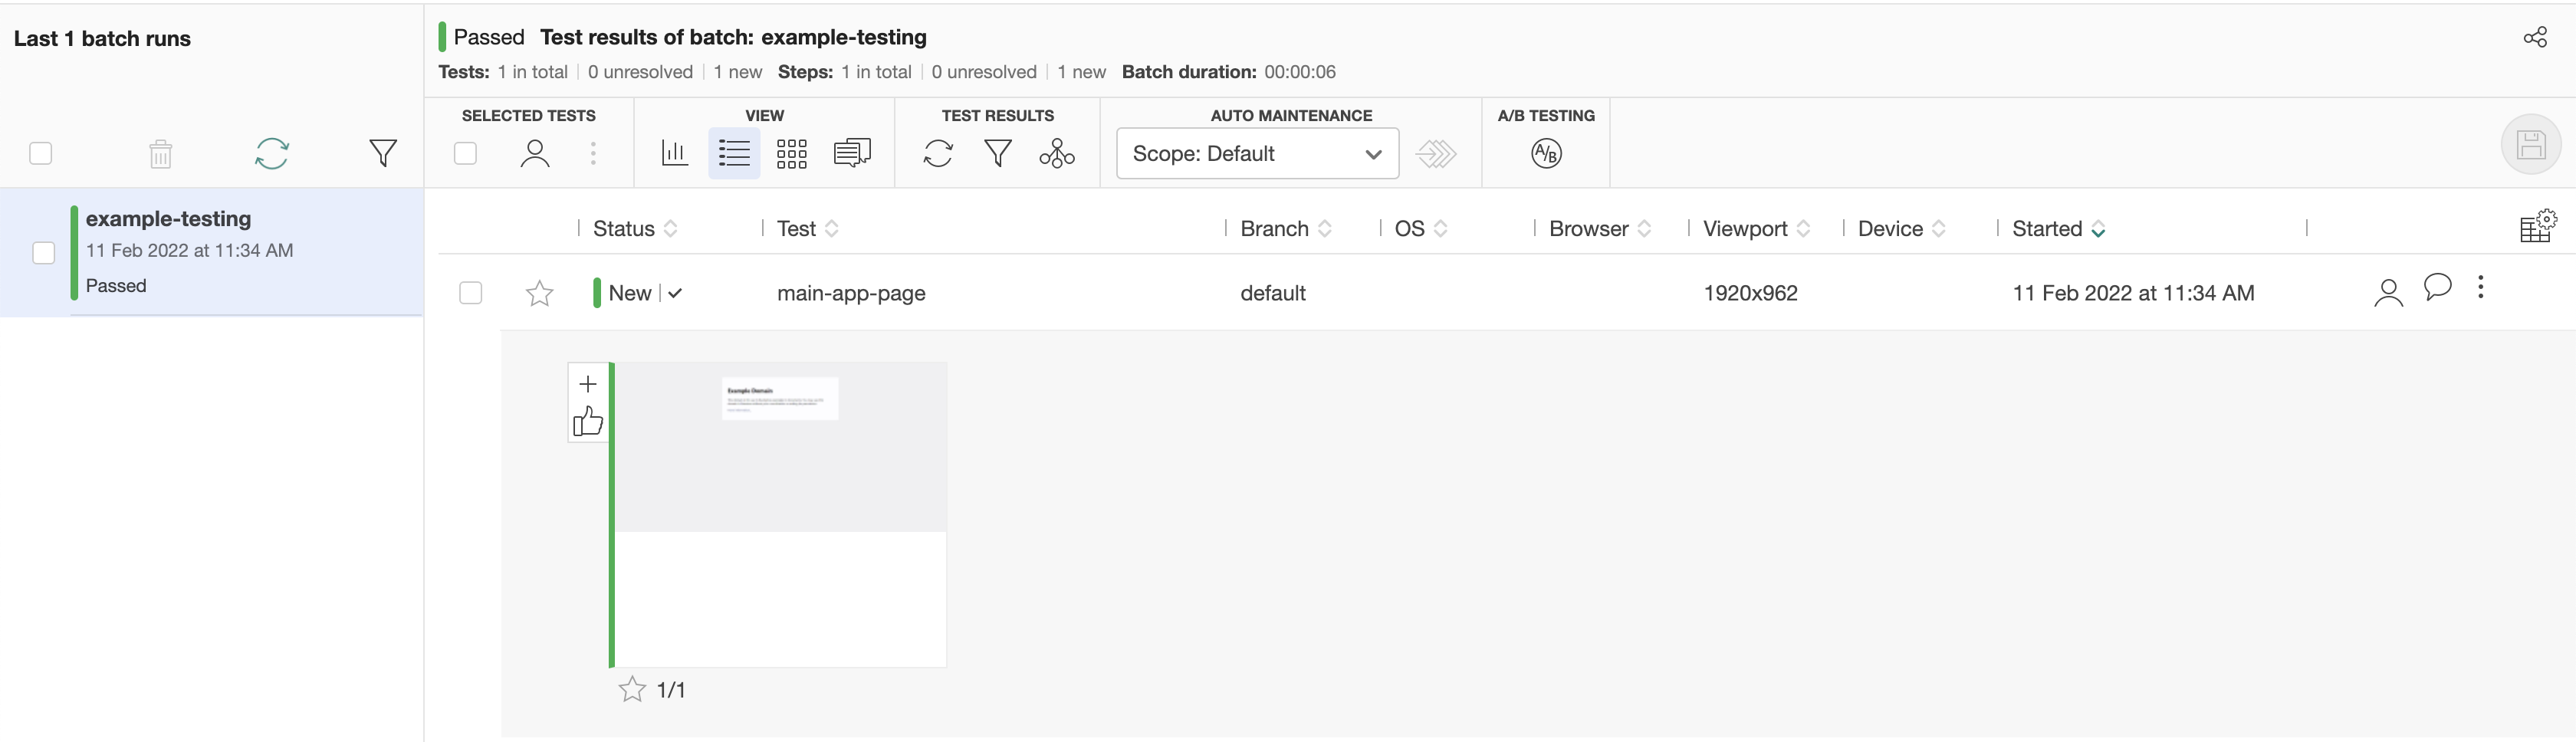 Last 1 batch runs
Passed Test results of batch: example-testing
Tests: 1 in total | 0 unresolved | 1 new Steps: 1 in total | 0 unresolved | 1 new Batch duration: 00:00:06
SELECTED TESTS VIEW TEST RESULTS AUTO MAINTENANCE A/B TESTING
Scope: Default A/B
example-testing
11 Feb 2022 at 11:34 AM
Passed
Status Test Branch OS Browser Viewport Device Started
New main-app-page default 1920x962 11 Feb 2022 at 11:34 AM
Example Domain
1/1